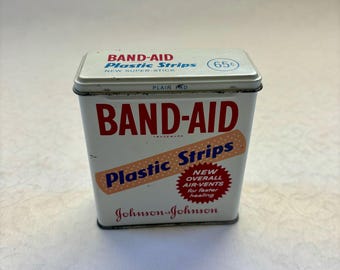 BAND-AID
Plastic Strips
NEW SUPER-STICK
65¢
PLAIN PAD
BAND-AID
TRADEMARK
Plastic Strips
NEW
OVERALL
AIR-VENTS
for faster
healing
Johnson & Johnson